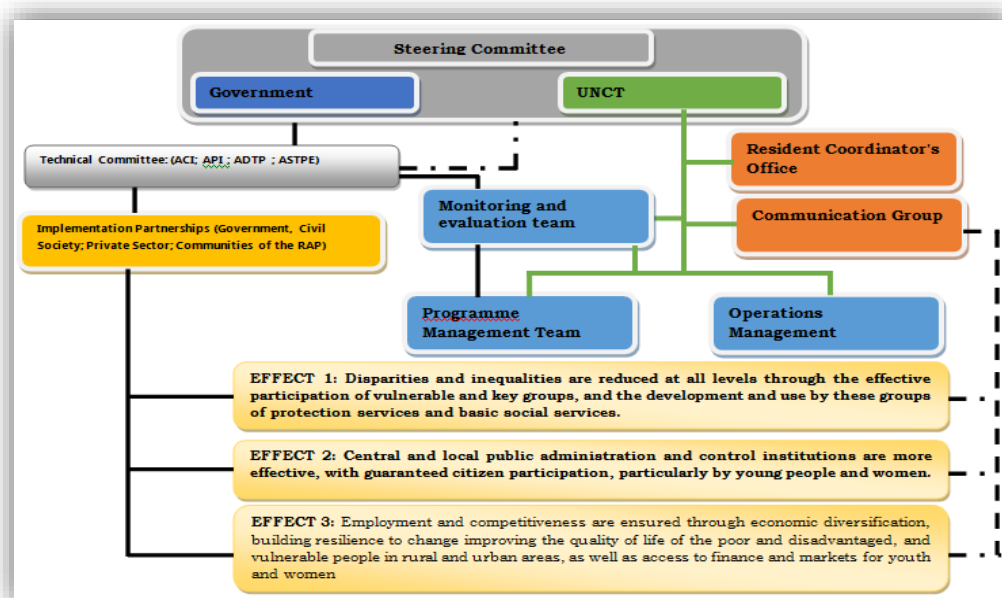 Steering Committee
Government
UNCT
Technical Committee: (ACI; API ; ADTP ; ASTPE)
Resident Coordinator's
Office
Monitoring and
evaluation team
Communication Group
Implementation Partnerships (Government, Civil
Society; Private Sector; Communities of the RAP)
Programme
Management Team
Operations
Management
EFFECT 1: Disparities and inequalities are reduced at all levels through the effective
participation of vulnerable and key groups, and the development and use by these groups
of protection services and basic social services.
EFFECT 2: Central and local public administration and control institutions are more
effective, with guaranteed citizen participation, particularly by young people and women.
EFFECT 3: Employment and competitiveness are ensured through economic diversification,
building resilience to change improving the quality of life of the poor and disadvantaged, and
vulnerable people in rural and urban areas, as well as access to finance and markets for youth
and women